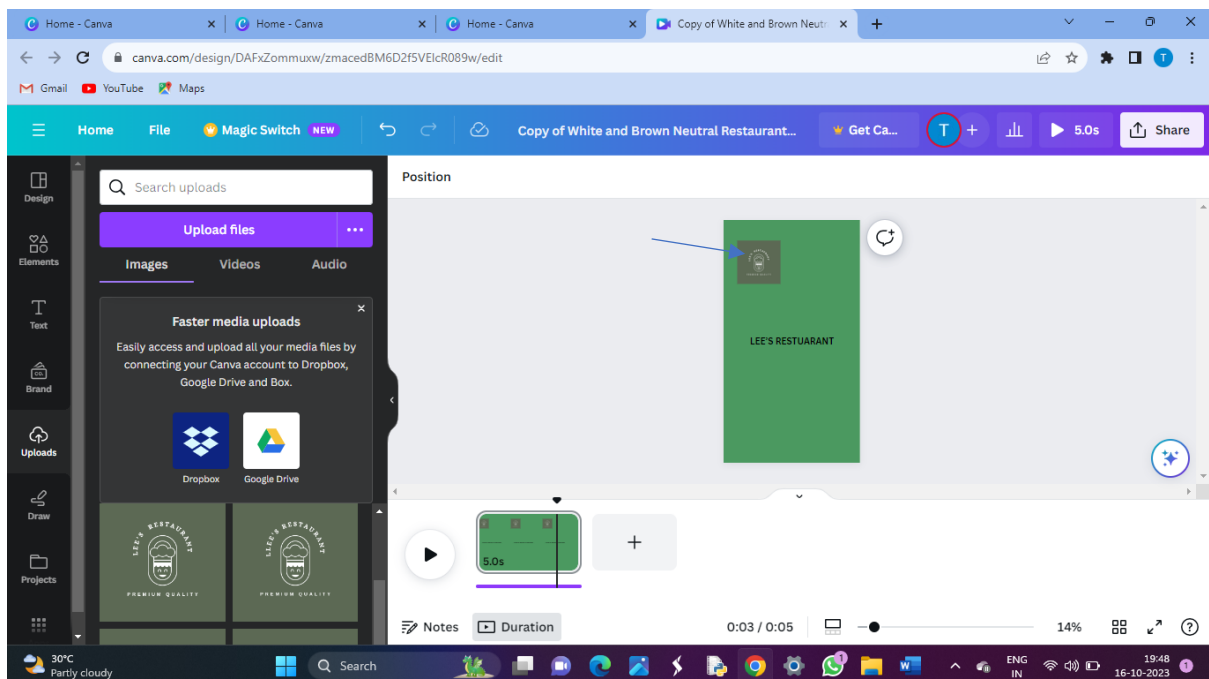 Home - Canva
Home - Canva
Home - Canva
Copy of White and Brown Neutr
canva.com/design/DAFxZommuxw/zmacedBM6D2f5VElcR089w/edit
T
Gmail
YouTube
Maps
Home
File
Magic Switch
NEW
Copy of White and Brown Neutral Restaurant...
Get Ca...
T
5.0s
Share
Design
Elements
Text
CO.
Brand
Uploads
Draw
Projects
Search uploads
Upload files
Images
Videos
Audio
Faster media uploads
Easily access and upload all your media files by
connecting your Canva account to Dropbox,
Google Drive and Box.
Dropbox
Google Drive
LEE'S RESTAURANT
PREMIUM QUALITY
LEE'S RESTAURANT
PREMIUM QUALITY
Position
LEE'S RESTUARANT
5.0s
Notes
Duration
0:03 / 0:05
14%
30°C
Partly cloudy
Search
ENG
IN
19:48
16-10-2023
1